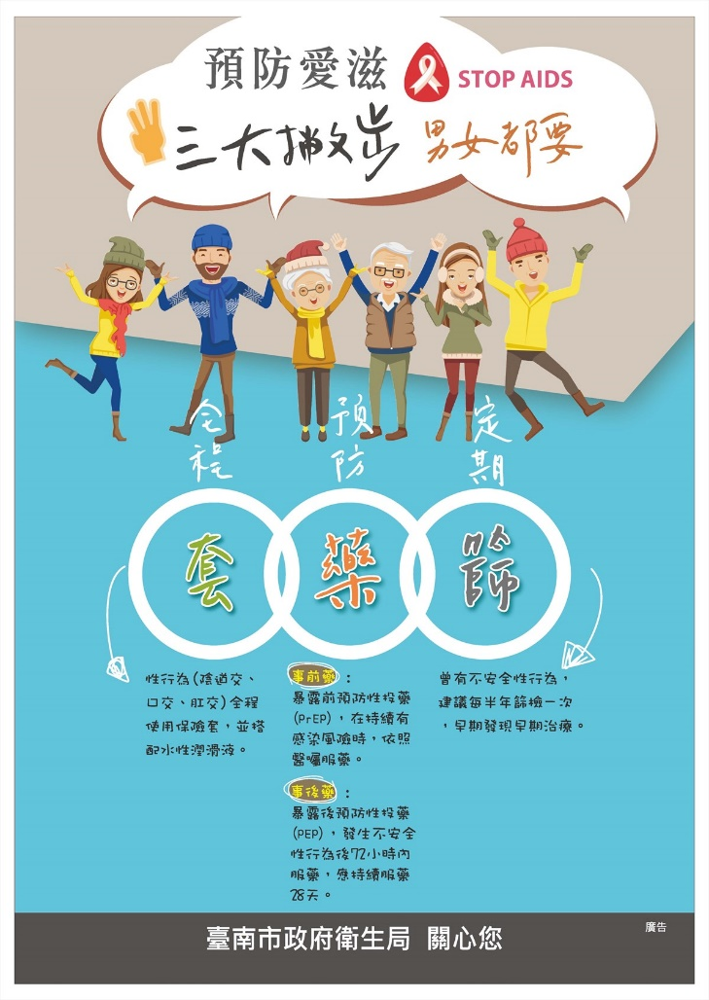 預防愛滋 STOP AIDS
三大撇步 男女都要
全程
預防
定期
套
藥
篩
性行為(陰道交、
口交、肛交)全程
使用保險套，並搭
配水性潤滑液。
事前藥：
暴露前預防性投藥
(PrEP)，在持續有
感染風險時，依照
醫囑服藥。
事後藥：
暴露後預防性投藥
(PEP)，發生不安全
性行為後72小時內
服藥，應持續服藥
28天。
曾有不安全性行為，
建議每半年篩檢一次
，早期發現早期治療。
臺南市政府衛生局 關心您
廣告